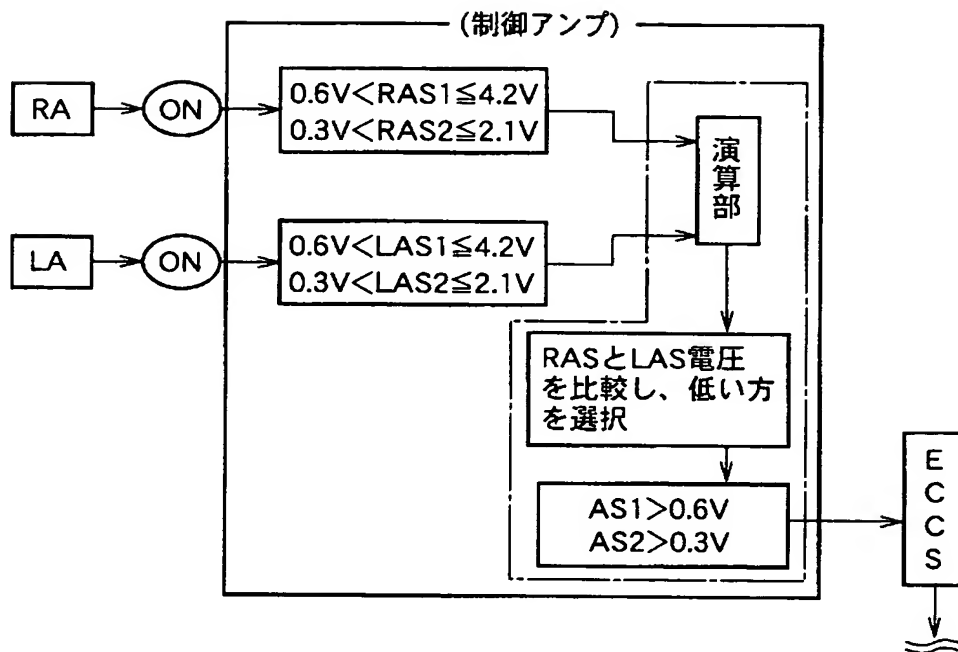 (制御アンプ)
RA
ON
0.6V<RAS1≦4.2V
0.3V<RAS2≦2.1V
演算部
LA
ON
0.6V<LAS1≦4.2V
0.3V<LAS2≦2.1V
RASとLAS電圧
を比較し、低い方
を選択
AS1>0.6V
AS2>0.3V
ECCS